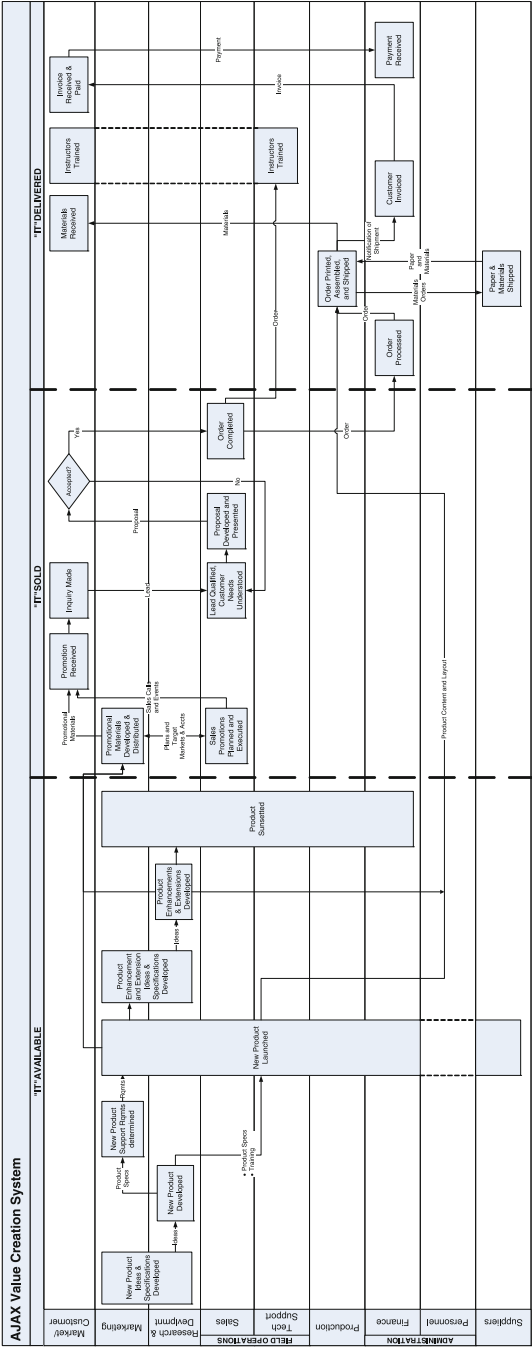 AJAX Value Creation System
"IT"AVAILABLE
"IT"SOLD
"IT"DELIVERED
Market/
Customer
Promotion
Received
Inquiry Made
Accepted?
Materials
Received
Instructors
Trained
Invoice
Received &
Paid
Promotional
Materials
Yes
Payment
Marketing
New Product
Ideas &
Specifications
Developed
New Product
Support Rqmts
determined
Rqmts
Product
Specs
Product
Enhancement
and Extension
Ideas &
Specifications
Developed
Promotional
Materials
Developed &
Distributed
Lead
Proposal
Materials
Invoice
Research &
Devlpmnt
Ideas
New Product
Developed
Ideas
Product
Enhancements
& Extensions
Developed
Plans and
Target
Markets & Accts
Sales Calls
and Events
FIELD OPERATIONS
Sales
Sales
Promotions
Planned and
Executed
Lead Qualified,
Customer
Needs
Understood
Proposal
Developed and
Presented
No
Order
Completed
Tech
Support
• Product Specs
• Training
New Product
Launched
Product
Sunsetted
Order
Instructors
Trained
Production
Order
Order Printed,
Assembled,
and Shipped
Order
Notification of
Shipment
ADMINISTRATION
Finance
Order
Processed
Customer
Invoiced
Payment
Received
Personnel
Product Content and Layout
Materials
Orders
Paper
and
Materials
Suppliers
Paper &
Materials
Shipped